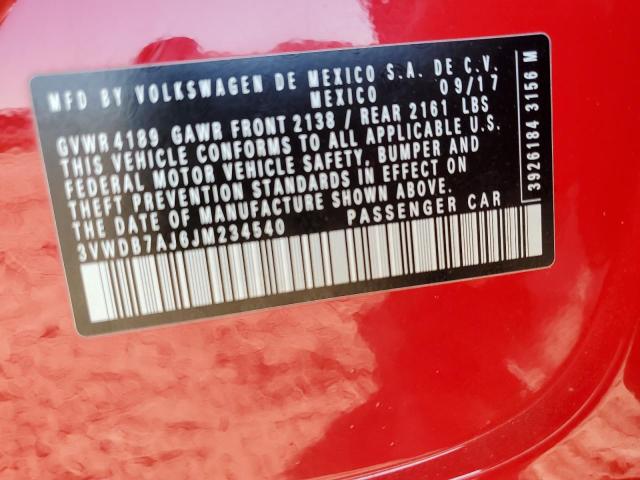 MFD BY VOLKSWAGEN DE MEXICO S.A. DE C.V.
MEXICO 09/17
GVWR 4189 GAWR FRONT 2138 / REAR 2161 LBS
THIS VEHICLE CONFORMS TO ALL APPLICABLE U.S.
FEDERAL MOTOR VEHICLE SAFETY, BUMPER AND
THEFT PREVENTION STANDARDS IN EFFECT ON
THE DATE OF MANUFACTURE SHOWN ABOVE.
3VWDB7AJ6JM234540 PASSENGER CAR
3926184 3156 M